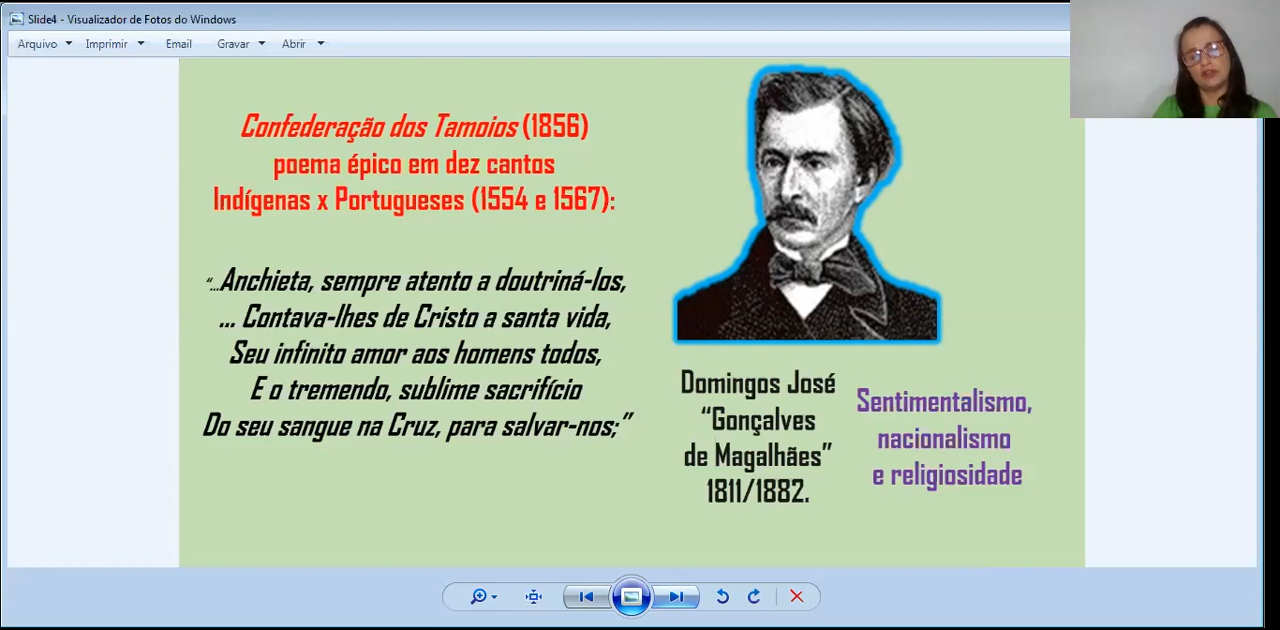 Slide4 - Visualizador de Fotos do Windows
Arquivo Imprimir Email Gravar Abrir
Confederação dos Tamoios (1856)
poema épico em dez cantos
Indígenas x Portugueses (1554 e 1567):
“...Anchieta, sempre atento a doutriná-los,
... Contava-lhes de Cristo a santa vida,
Seu infinito amor aos homens todos,
E o tremendo, sublime sacrifício
Do seu sangue na Cruz, para salvar-nos;”
Domingos José
“Gonçalves
de Magalhães”
1811/1882.
Sentimentalismo,
nacionalismo
e religiosidade